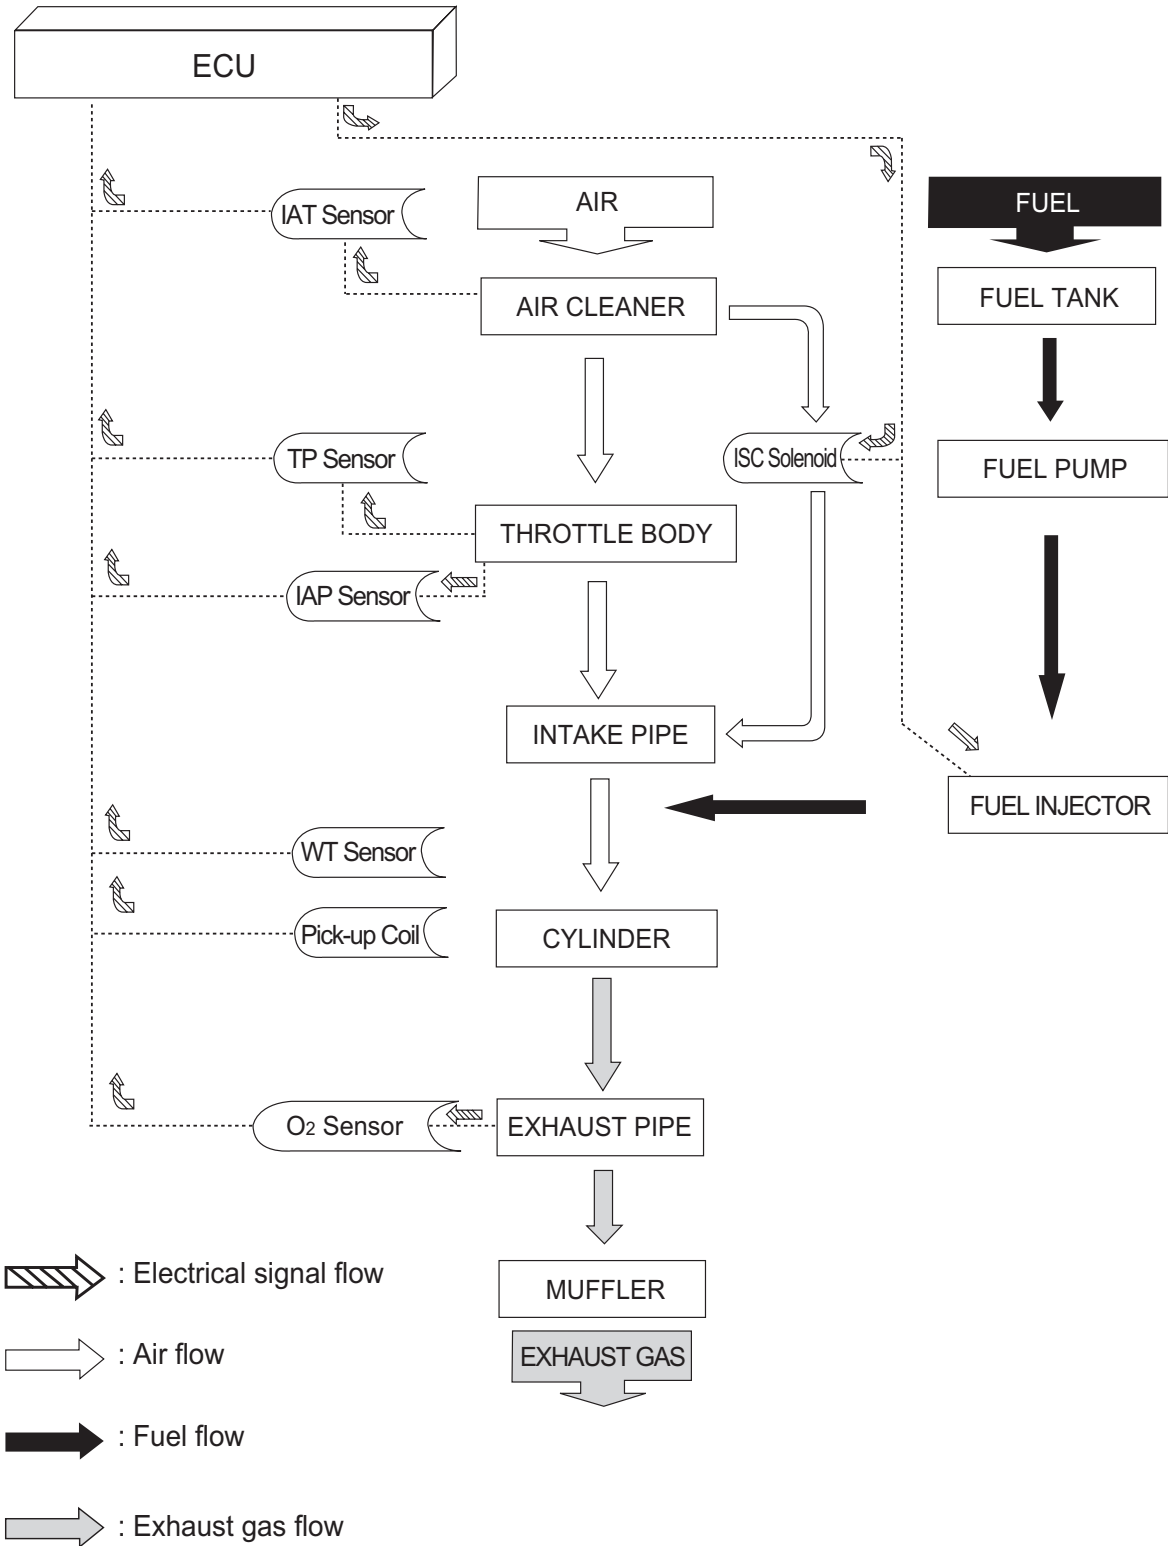 ECU
IAT Sensor
AIR
FUEL
AIR CLEANER
FUEL TANK
TP Sensor
ISC Solenoid
FUEL PUMP
THROTTLE BODY
IAP Sensor
INTAKE PIPE
FUEL INJECTOR
WT Sensor
Pick-up Coil
CYLINDER
O2 Sensor
EXHAUST PIPE
MUFFLER
EXHAUST GAS
: Electrical signal flow
: Air flow
: Fuel flow
: Exhaust gas flow